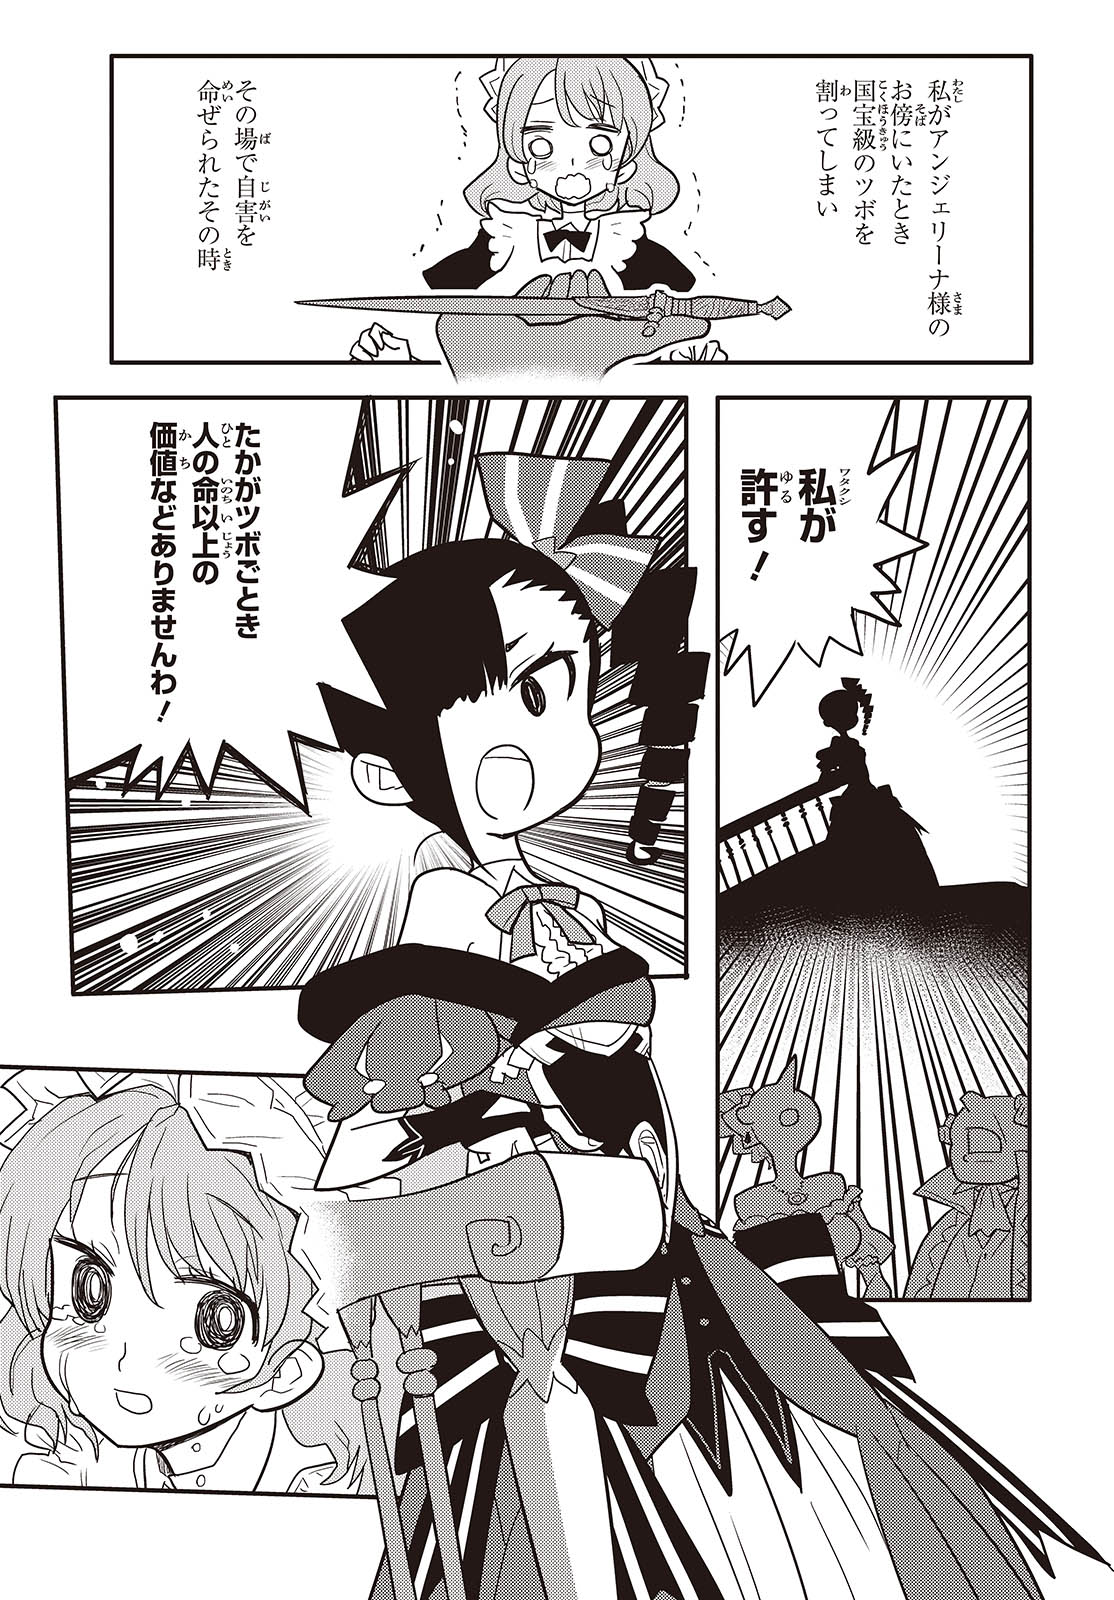 私がアンジェリーナ様の
お傍にいたとき
国宝級のツボを
割ってしまい
その場で自害を
命ぜられたその時
私が
許す！
たかがツボごとき
人の命以上の
価値などありませんわ！